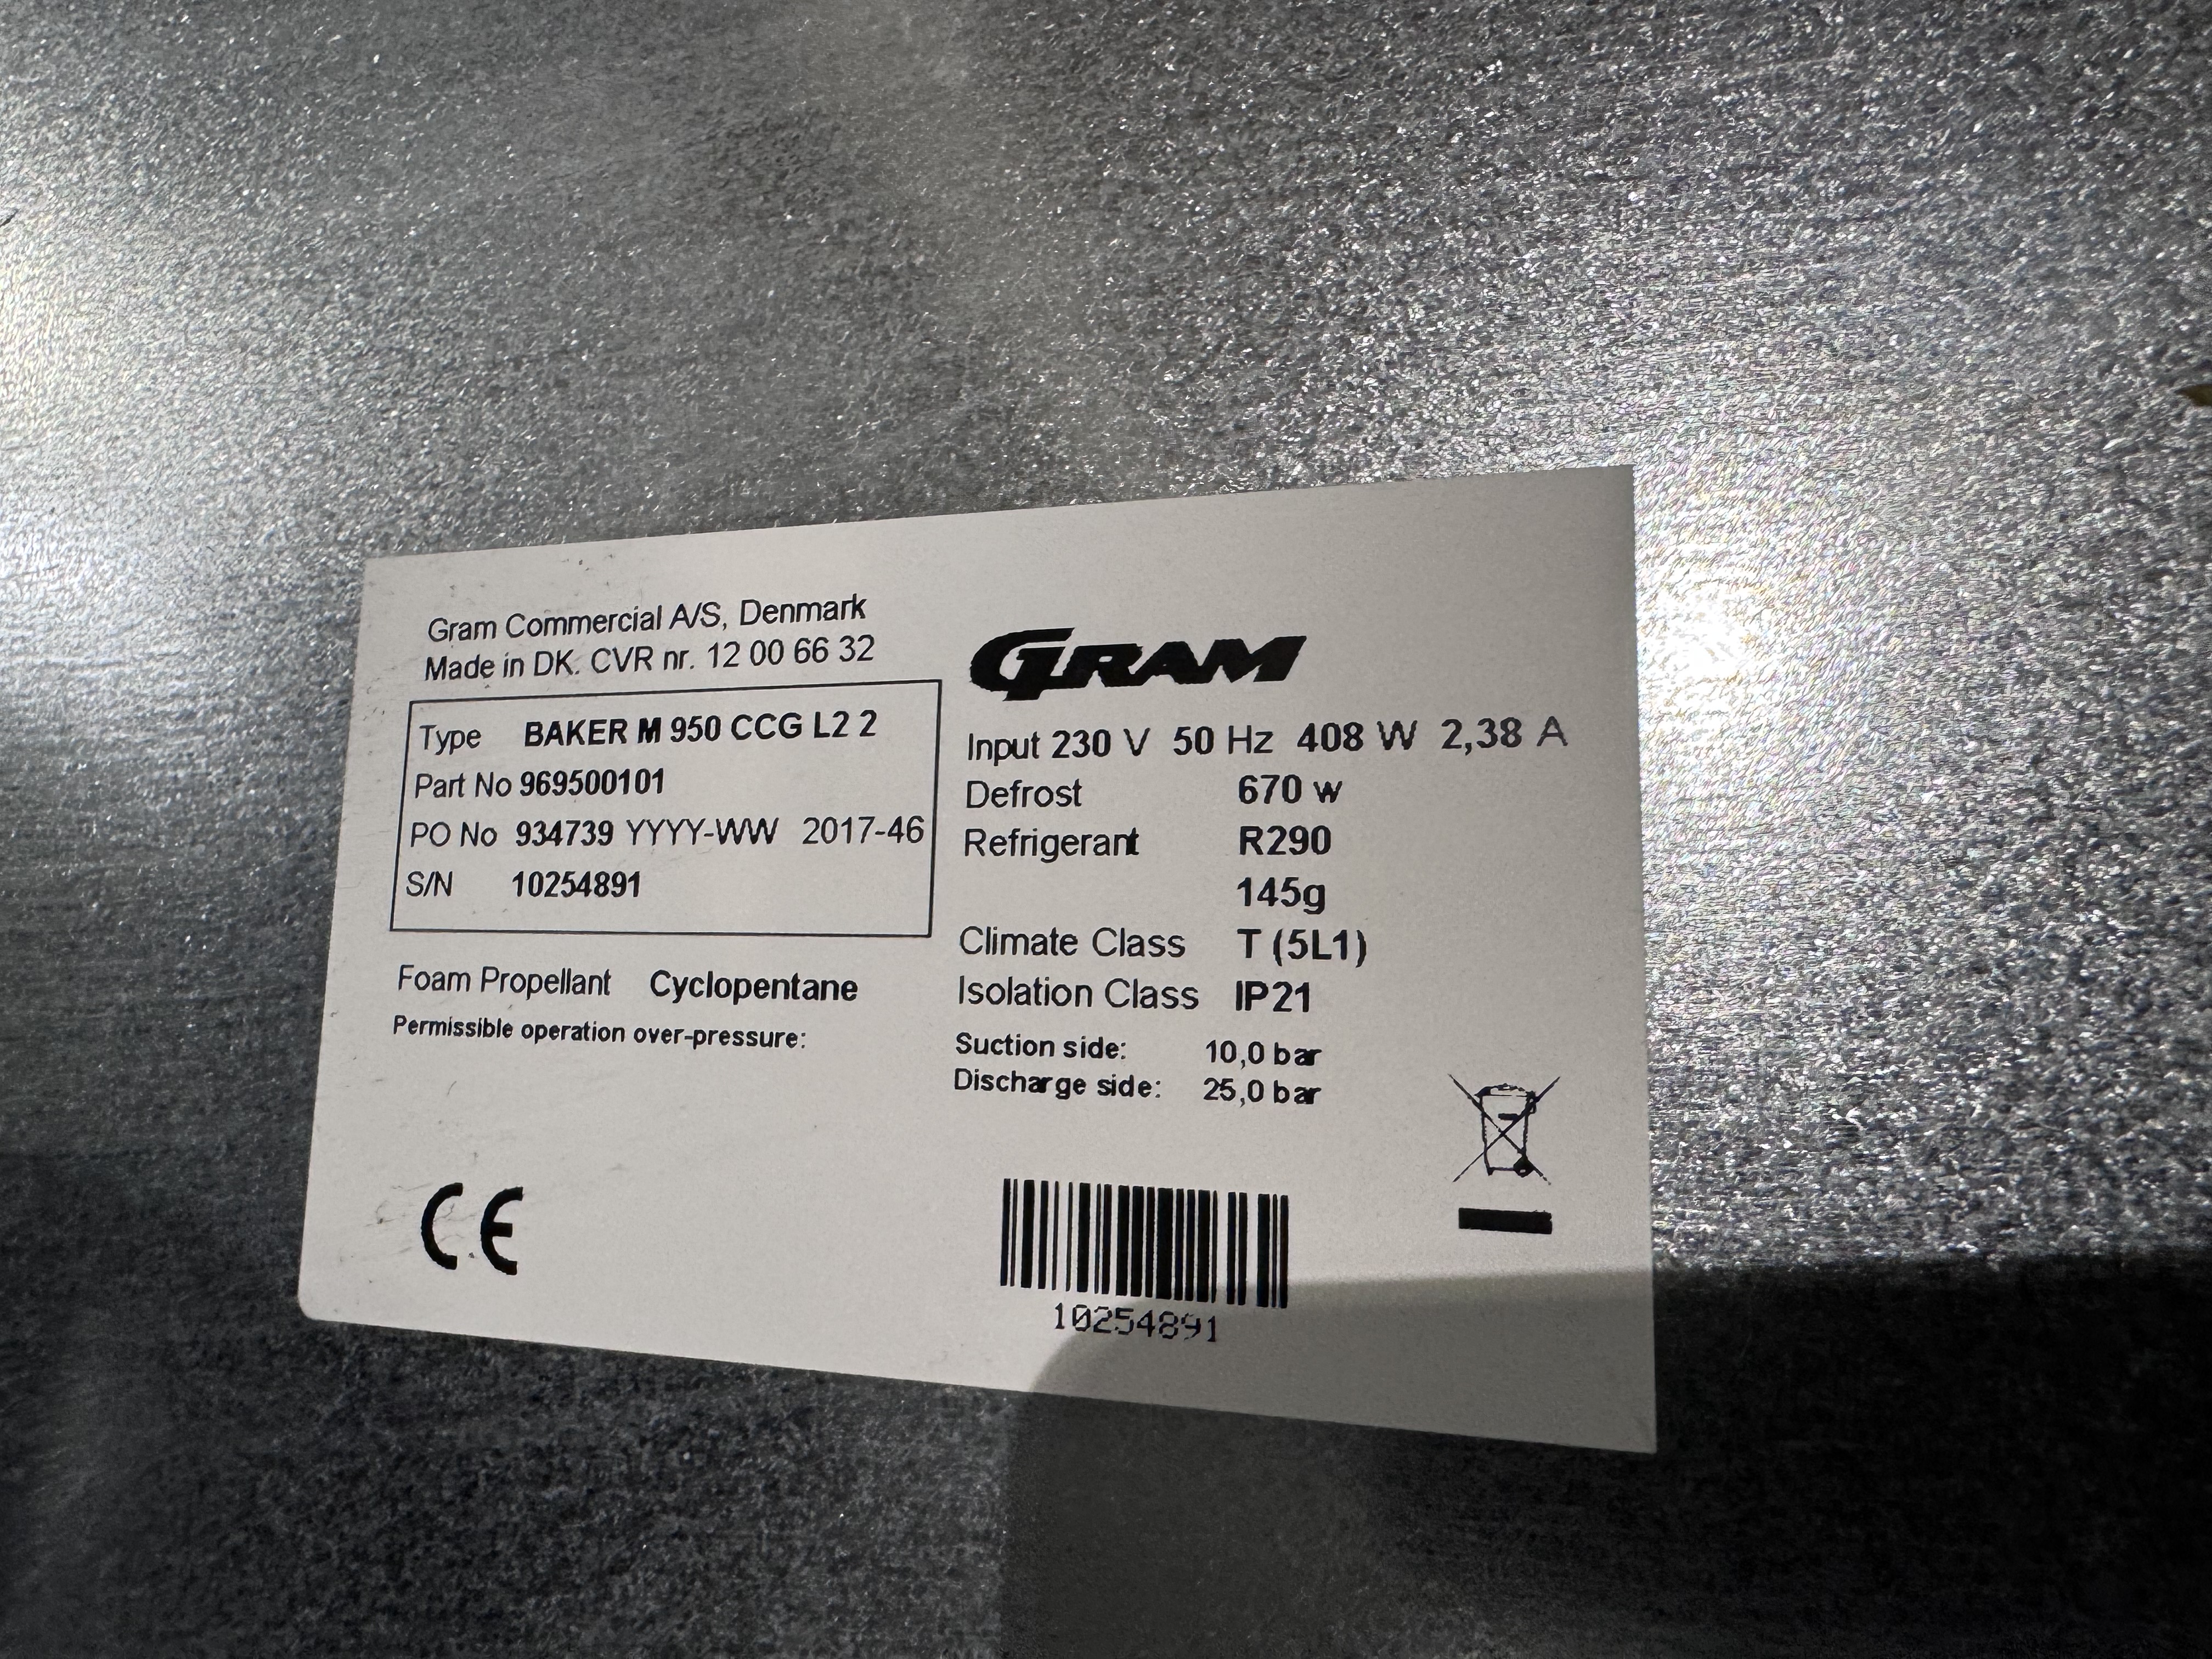 Gram Commercial A/S, Denmark
Made in DK. CVR nr. 12 00 66 32
Type BAKER M 950 CCG L2 2
Part No 969500101
PO No 934739 YYYY-WW 2017-46
S/N 10254891
Foam Propellant Cyclopentane
Permissible operation over-pressure:
CE
GRAM
Input 230 V 50 Hz 408 W 2,38 A
Defrost 670 w
Refrigerant R290
145g
Climate Class T (5L1)
Isolation Class IP21
Suction side: 10,0 bar
Discharge side: 25,0 bar
10254891